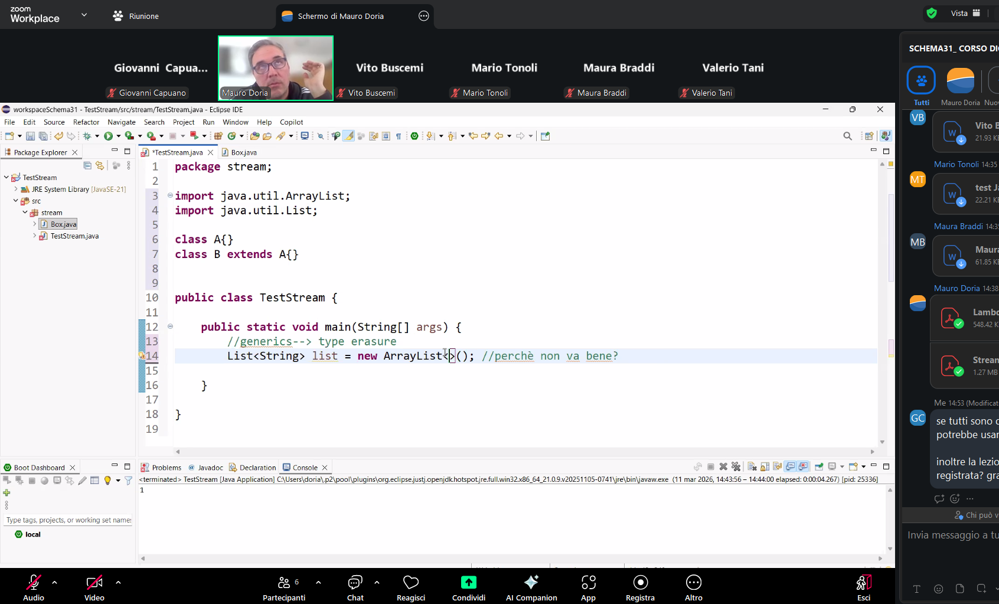 zoom
Workplace
Riunione
Schermo di Mauro Doria
Vista
Giovanni Capua...
Vito Buscemi
Mario Tonoli
Maura Braddi
Valerio Tani
Giovanni Capuano
Mauro Doria
Vito Buscemi
Mario Tonoli
Maura Braddi
Valerio Tani
workspaceSchema31 - TestStream/src/stream/TestStream.java - Eclipse IDE
File Edit Source Refactor Navigate Search Project Run Window Help Copilot
Package Explorer
TestStream
JRE System Library [JavaSE-21]
src
stream
Box.java
TestStream.java
*TestStream.java
Box.java
1 package stream;
2
3 import java.util.ArrayList;
4 import java.util.List;
5
6 class A{}
7 class B extends A{}
8
9
10 public class TestStream {
11
12 public static void main(String[] args) {
13 //generics--> type erasure
14 List<String> list = new ArrayList<>(); //perchè non va bene?
15
16 }
17
18 }
19
Boot Dashboard
Type tags, projects, or working set names
local
Problems
@ Javadoc
Declaration
Console
<terminated> TestStream [Java Application] C:\Users\doria\.p2\pool\plugins\org.eclipse.justj.openjdk.hotspot.jre.full.win32.x86_64_21.0.9.v20251105-0741\jre\bin\javaw.exe (11 mar 2026, 14:43:56 – 14:44:00 elapsed: 0:00:04.267) [pid: 25336]
1
SCHEMA31_ CORSO DI
Tutti
Mauro Doria
Nuov
VB
Vito B
21.93 KE
Mario Tonoli 14:35
MT
test Ja
22.21 KE
Maura Braddi 14:35
MB
Maura
61.85 KE
Mauro Doria 14:38
Lambo
548.42 K
Strean
1.27 MB
Me 14:53 (Modificat
GC
se tutti sono c
potrebbe usar
inoltre la lezio
registrata? gra
Chi può v
Invia messaggio a tu
Audio
Video
Partecipanti
6
Chat
Reagisci
Condividi
AI Companion
App
Registra
Altro
Esci